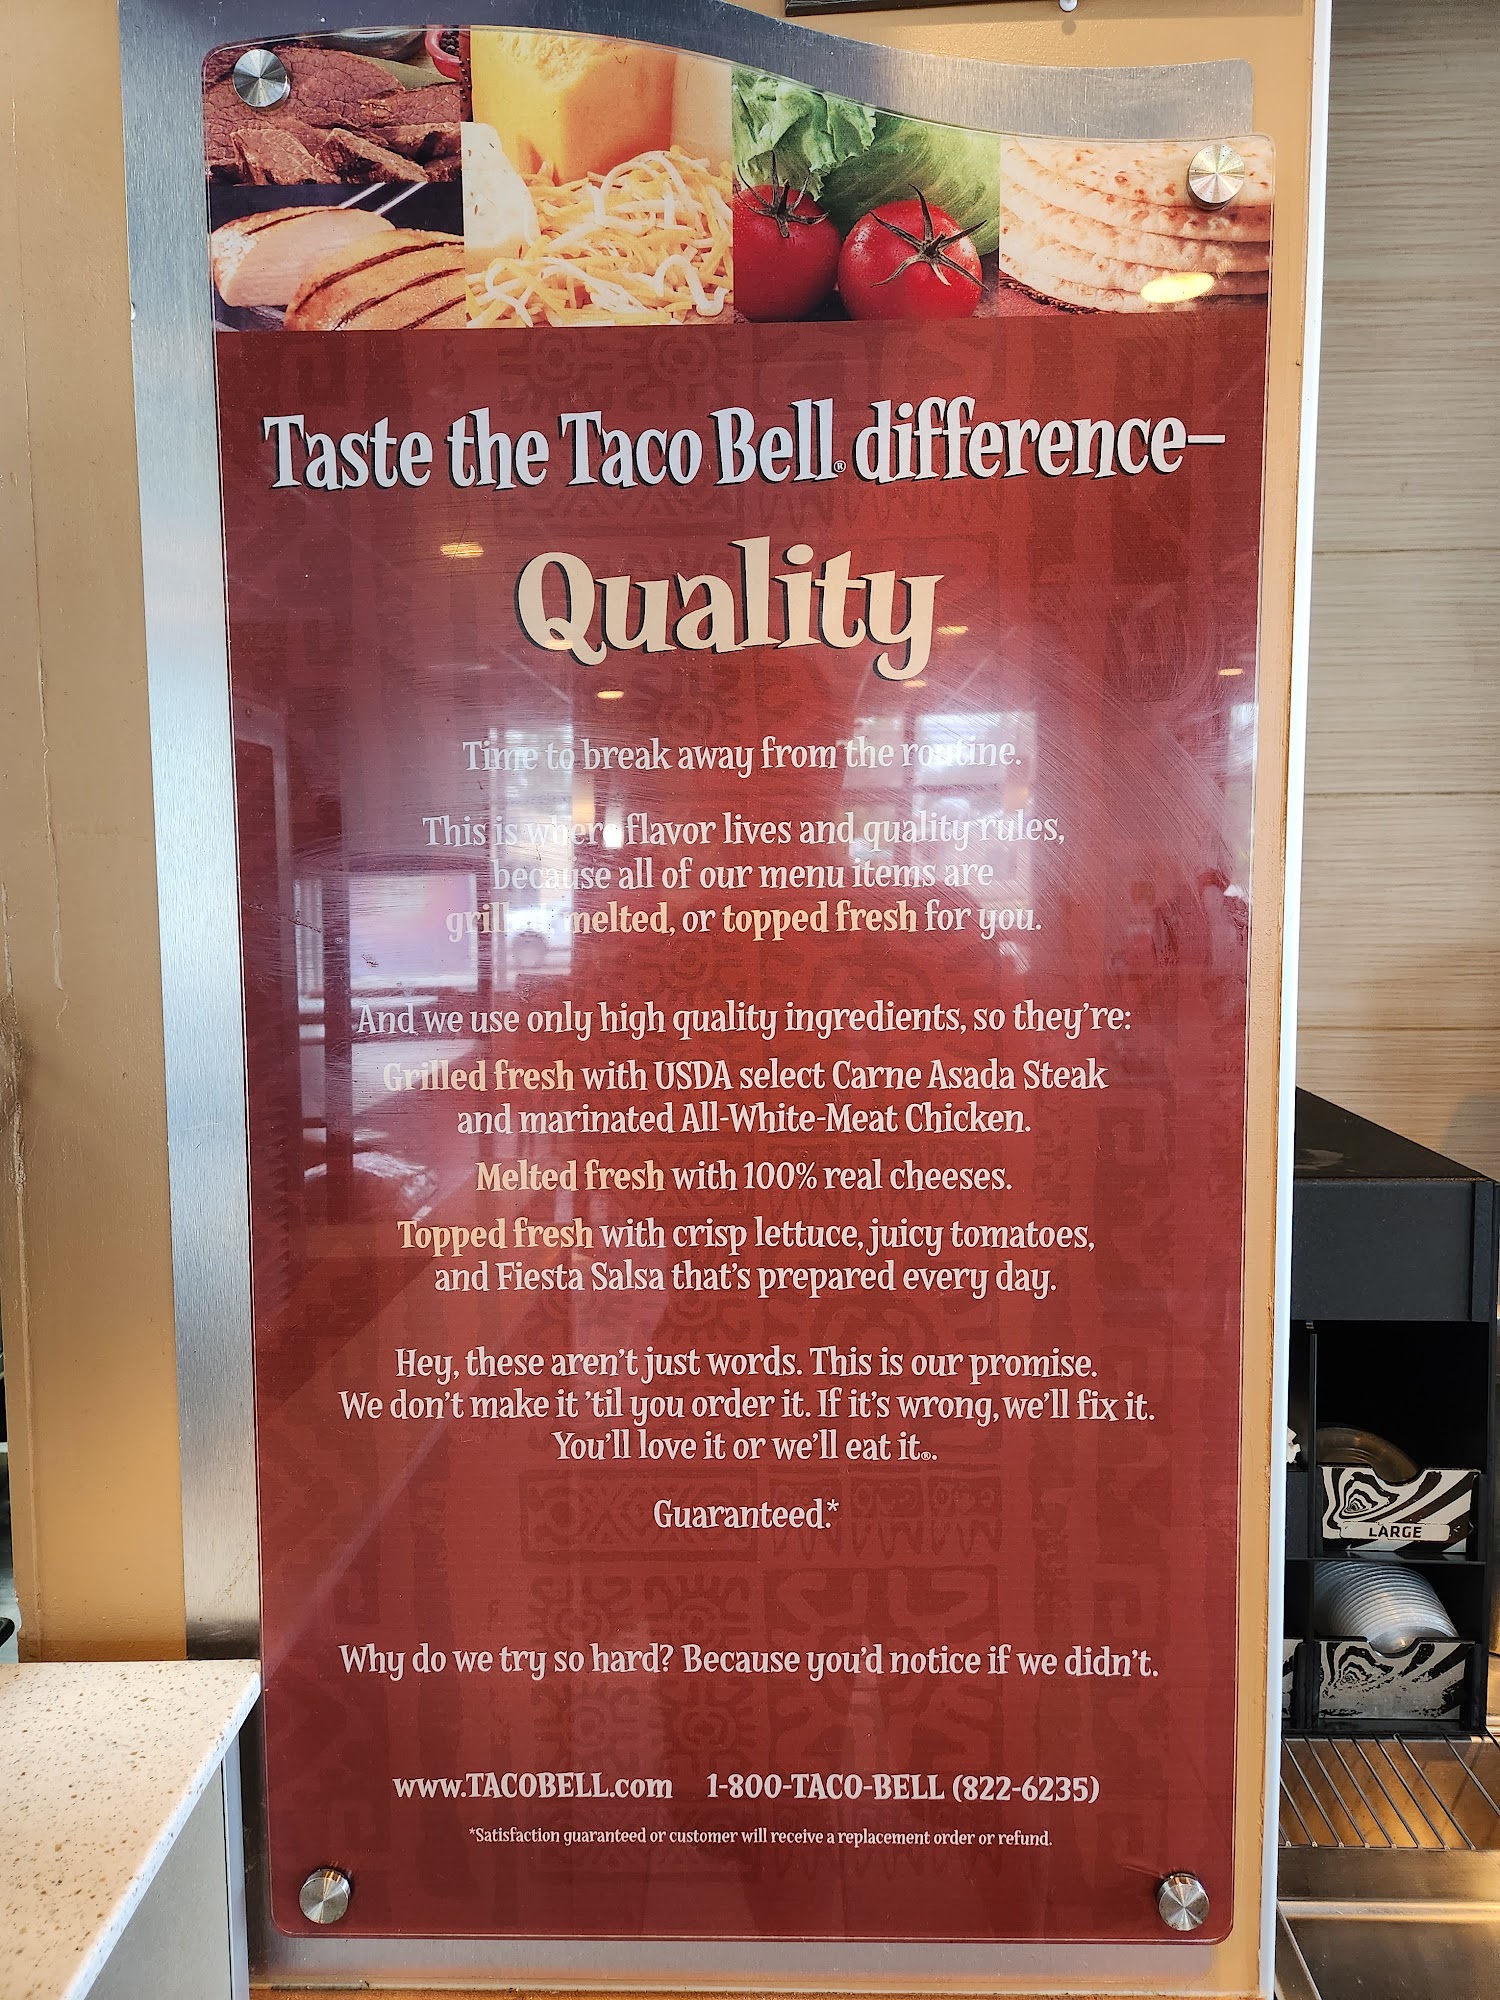 Taste the Taco Bell® difference–
Quality
Time to break away from the routine.
This is where flavor lives and quality rules,
because all of our menu items are
grilled, melted, or topped fresh for you.
And we use only high quality ingredients, so they're:
Grilled fresh with USDA select Carne Asada Steak
and marinated All-White-Meat Chicken.
Melted fresh with 100% real cheeses.
Topped fresh with crisp lettuce, juicy tomatoes,
and Fiesta Salsa that's prepared every day.
Hey, these aren't just words. This is our promise.
We don't make it 'til you order it. If it's wrong, we'll fix it.
You'll love it or we'll eat it®.
Guaranteed.*
Why do we try so hard? Because you'd notice if we didn't.
www.TACOBELL.com 1-800-TACO-BELL (822-6235)
*Satisfaction guaranteed or customer will receive a replacement order or refund.
LARGE